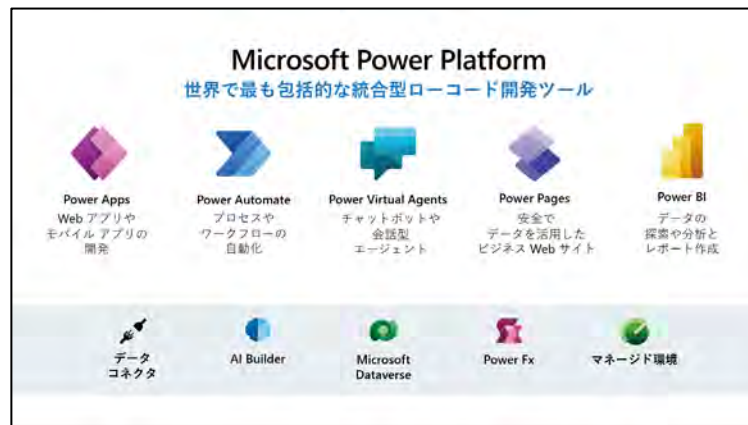 Microsoft Power Platform
世界で最も包括的な統合型ローコード開発ツール
Power Apps
Web アプリや
モバイル アプリの
開発
Power Automate
プロセスや
ワークフローの
自動化
Power Virtual Agents
チャットボットや
会話型
エージェント
Power Pages
安全で
データを活用した
ビジネス Web サイト
Power BI
データの
探索や分析と
レポート作成
データ
コネクタ
AI Builder
Microsoft
Dataverse
Power Fx
マネージド環境